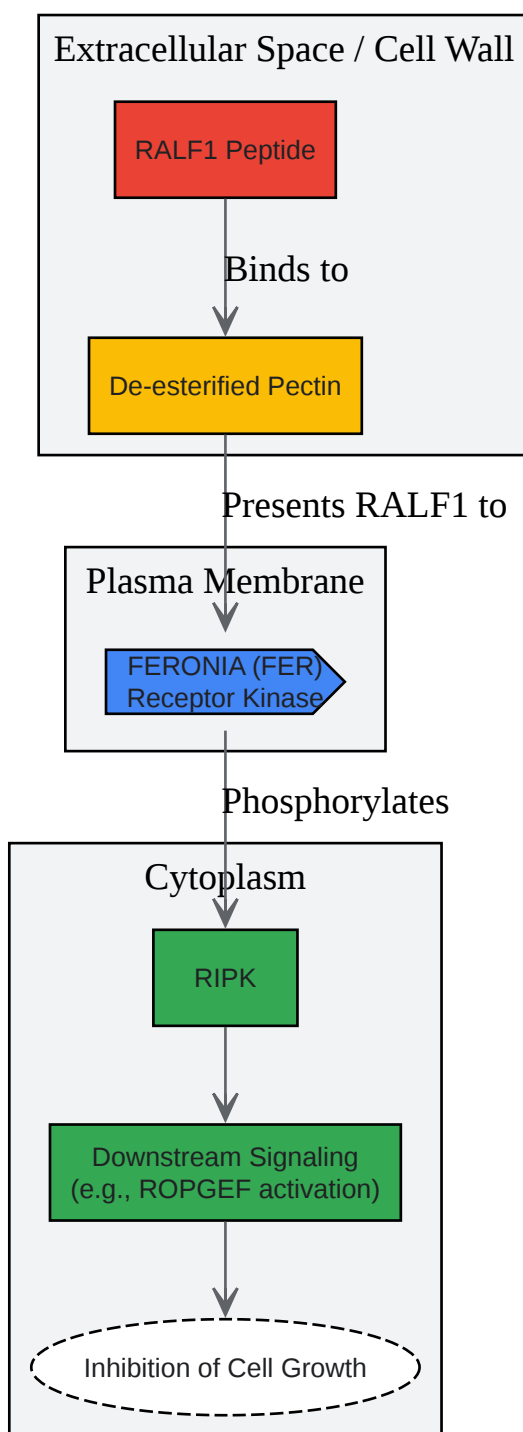 Extracellular Space / Cell Wall
RALF1 Peptide
Binds to
De-esterified Pectin
Presents RALF1 to
Plasma Membrane
FERONIA (FER)
Receptor Kinase
Phosphorylates
Cytoplasm
RIPK
Downstream Signaling
(e.g., ROPGEF activation)
Inhibition of Cell Growth